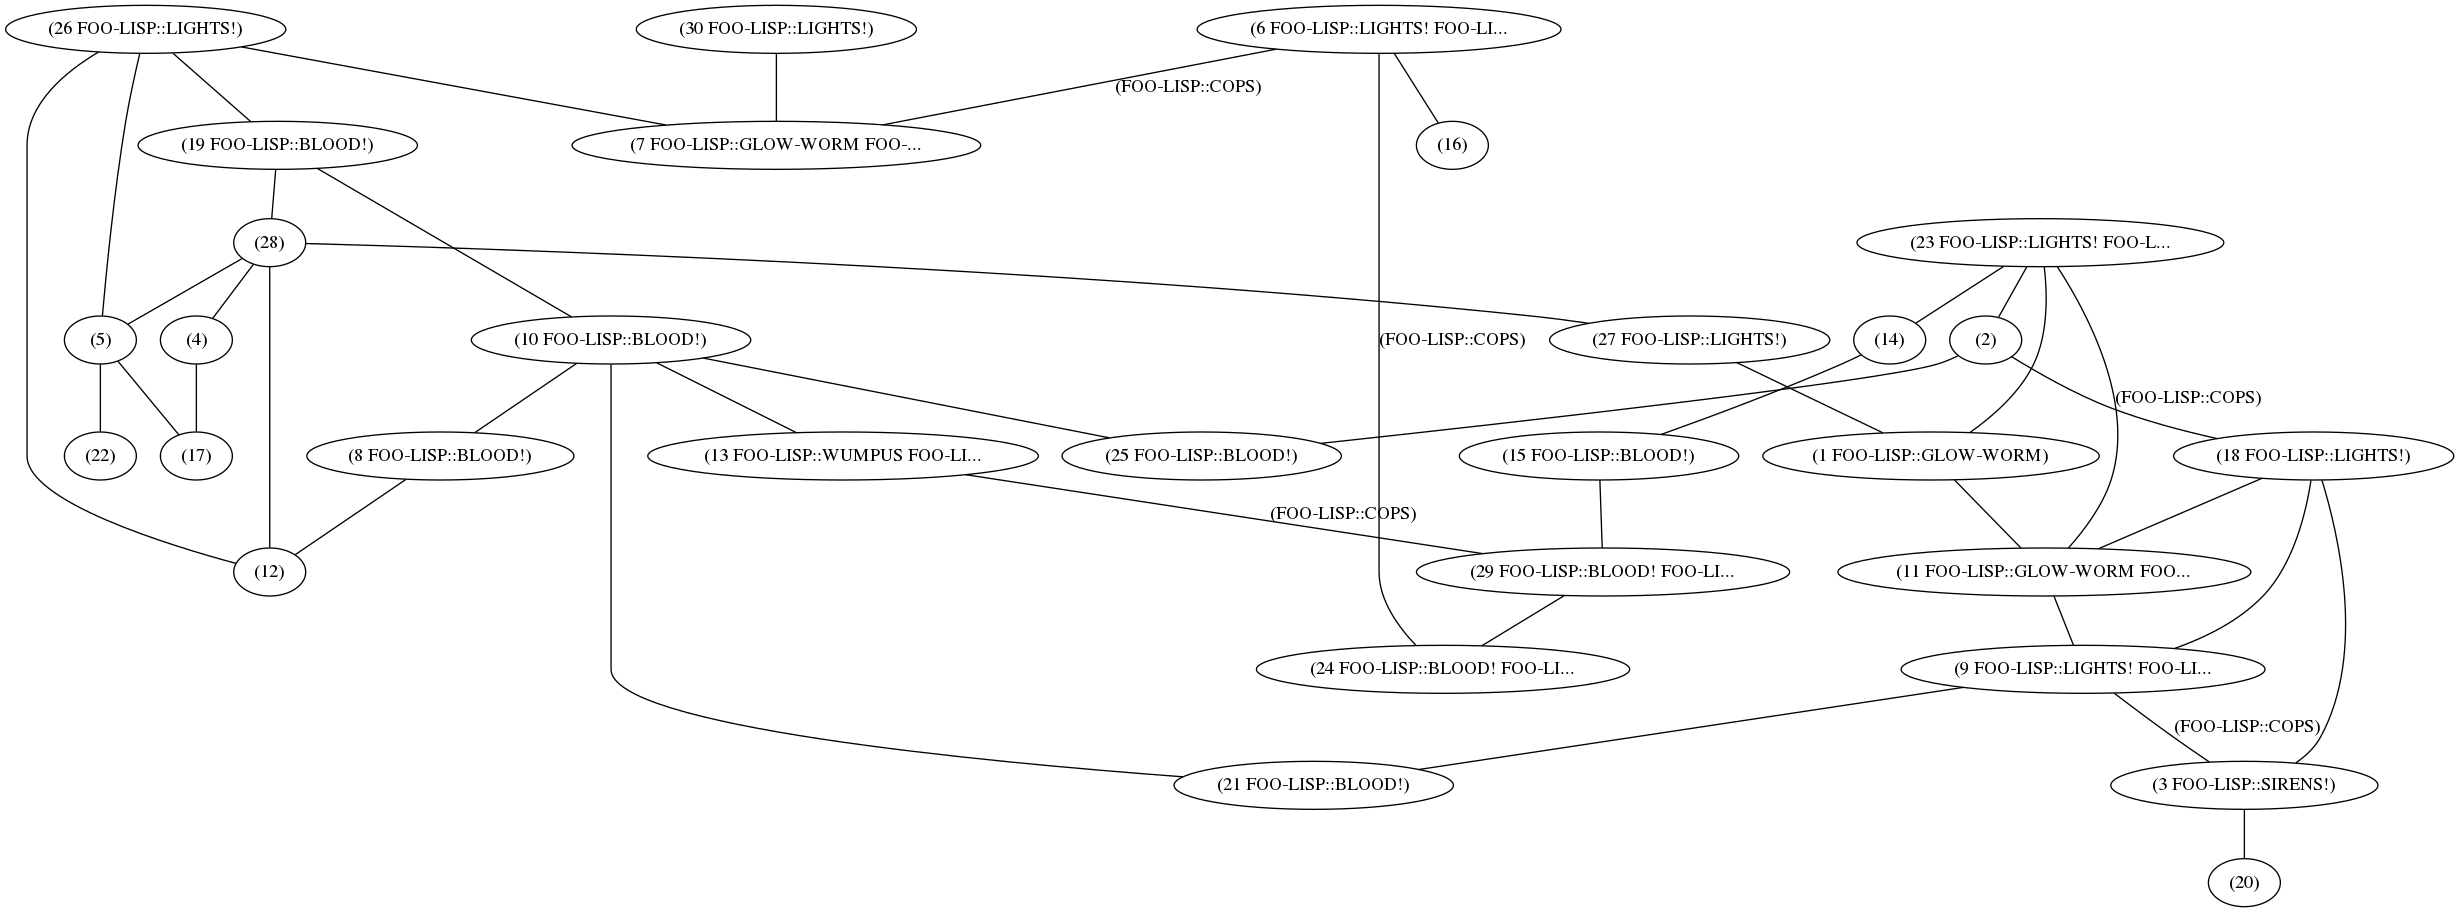 (26 FOO-LISP::LIGHTS!)
(30 FOO-LISP::LIGHTS!)
(6 FOO-LISP::LIGHTS! FOO-LI...
(FOO-LISP::COPS)
(19 FOO-LISP::BLOOD!)
(7 FOO-LISP::GLOW-WORM FOO-...
(16)
(28)
(23 FOO-LISP::LIGHTS! FOO-L...
(5)
(4)
(10 FOO-LISP::BLOOD!)
(FOO-LISP::COPS)
(27 FOO-LISP::LIGHTS!)
(14)
(2)
(FOO-LISP::COPS)
(22)
(17)
(8 FOO-LISP::BLOOD!)
(13 FOO-LISP::WUMPUS FOO-LI...
(25 FOO-LISP::BLOOD!)
(15 FOO-LISP::BLOOD!)
(1 FOO-LISP::GLOW-WORM)
(18 FOO-LISP::LIGHTS!)
(FOO-LISP::COPS)
(12)
(29 FOO-LISP::BLOOD! FOO-LI...
(11 FOO-LISP::GLOW-WORM FOO...
(24 FOO-LISP::BLOOD! FOO-LI...
(9 FOO-LISP::LIGHTS! FOO-LI...
(FOO-LISP::COPS)
(21 FOO-LISP::BLOOD!)
(3 FOO-LISP::SIRENS!)
(20)